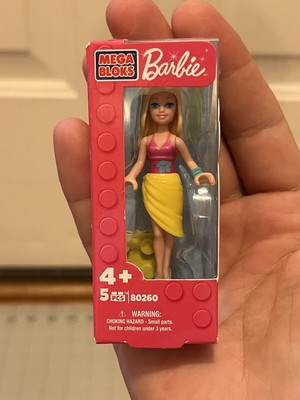 MEGA
BLOKS
Barbie
4+
5 PCS 80260
⚠ WARNING:
CHOKING HAZARD - Small parts.
Not for children under 3 years.